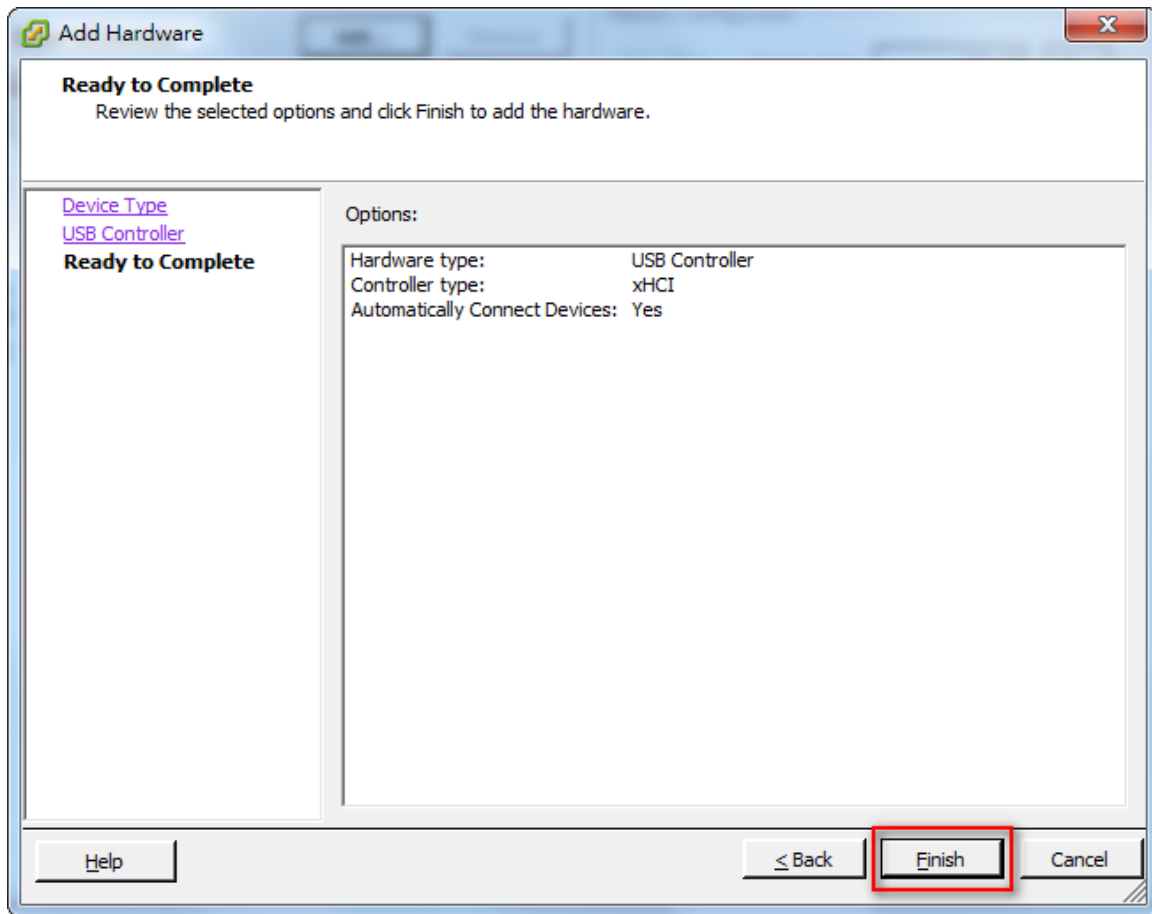 Add Hardware
Ready to Complete
Review the selected options and click Finish to add the hardware.
Device Type
USB Controller
Ready to Complete
Options:
Hardware type: USB Controller
Controller type: xHCI
Automatically Connect Devices: Yes
Help
< Back
Finish
Cancel